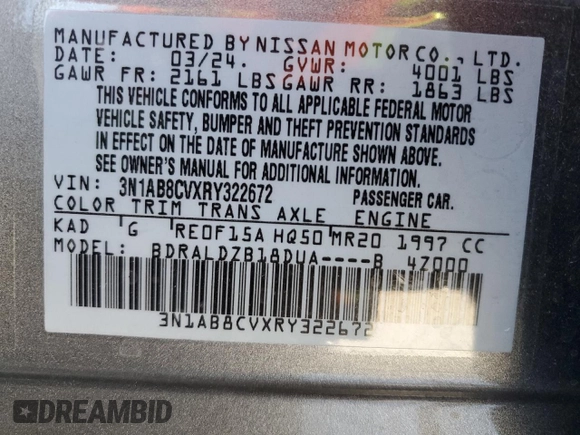 MANUFACTURED BY NISSAN MOTOR CO., LTD.
DATE: 03/24. GVWR: 4001 LBS
GAWR FR: 2161 LBS GAWR RR: 1863 LBS
THIS VEHICLE CONFORMS TO ALL APPLICABLE FEDERAL MOTOR
VEHICLE SAFETY, BUMPER AND THEFT PREVENTION STANDARDS
IN EFFECT ON THE DATE OF MANUFACTURE SHOWN ABOVE.
SEE OWNER'S MANUAL FOR ADDITIONAL INFORMATION.
VIN: 3N1AB8CVXRY322672 PASSENGER CAR.
COLOR TRIM TRANS AXLE ENGINE
KAD G RE0F15A HQ50 MR20 1997 CC
MODEL: BDRALDZB18DUA----B 4Z000
3N1AB8CVXRY322672
DREAMBID